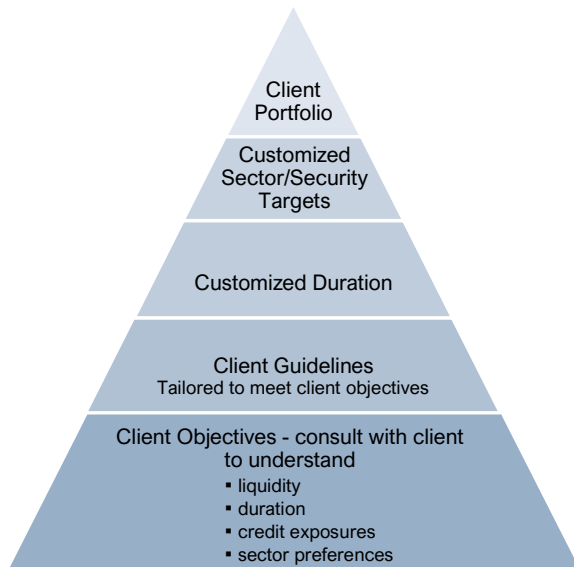 Client
Portfolio
Customized
Sector/Security
Targets
Customized Duration
Client Guidelines
Tailored to meet client objectives
Client Objectives - consult with client
to understand
▪ liquidity
▪ duration
▪ credit exposures
▪ sector preferences